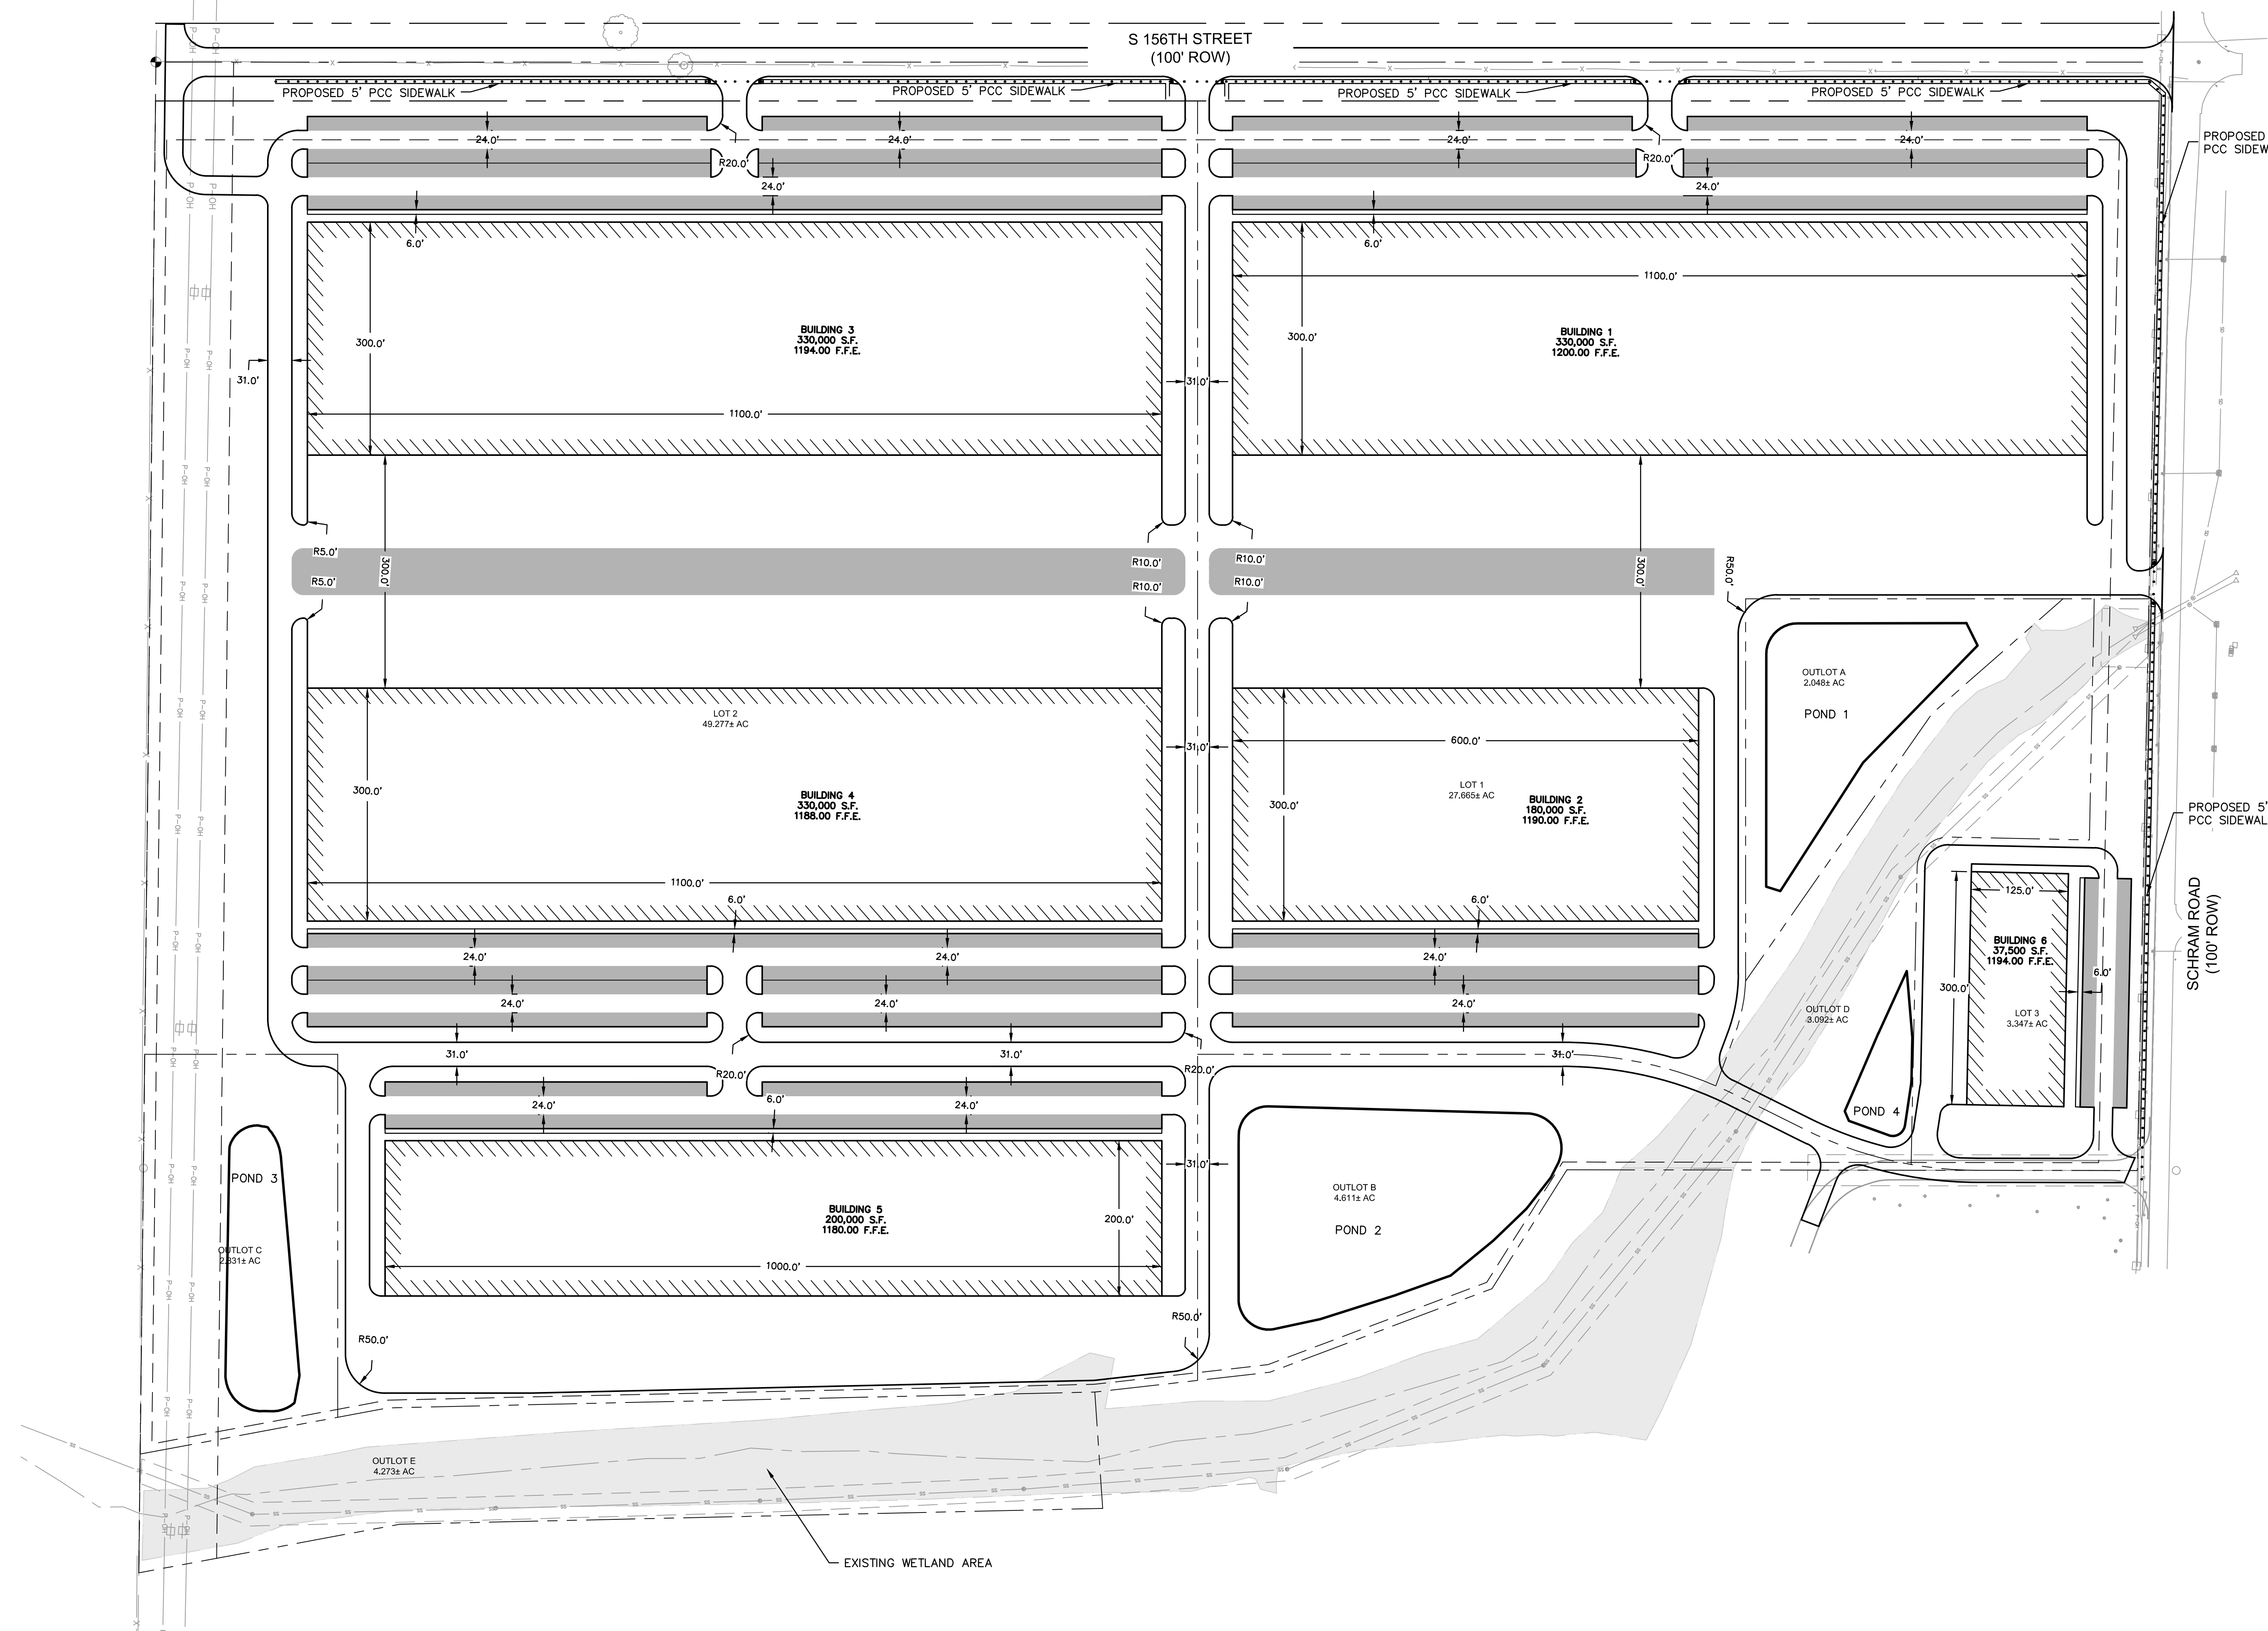 S 156TH STREET
(100' ROW)
PROPOSED 5' PCC SIDEWALK
PROPOSED 5' PCC SIDEWALK
PROPOSED 5' PCC SIDEWALK
PROPOSED 5' PCC SIDEWALK
PROPOSED
PCC SIDEW
24.0'
24.0'
24.0'
24.0'
R20.0'
R20.0'
24.0'
24.0'
6.0'
6.0'
1100.0'
300.0'
300.0'
BUILDING 3
330,000 S.F.
1194.00 F.F.E.
BUILDING 1
330,000 S.F.
1200.00 F.F.E.
31.0'
31.0'
1100.0'
R5.0'
R5.0'
300.0'
R10.0'
R10.0'
R10.0'
R10.0'
300.0'
R50.0'
OUTLOT A
2.048± AC
POND 1
LOT 2
49.277± AC
31.0'
600.0'
300.0'
LOT 1
27.665± AC
BUILDING 4
330,000 S.F.
1188.00 F.F.E.
300.0'
BUILDING 2
180,000 S.F.
1190.00 F.F.E.
PROPOSED 5'
PCC SIDEWAL
1100.0'
6.0'
6.0'
125.0'
SCHRAM ROAD
(100' ROW)
BUILDING 6
37,500 S.F.
1194.00 F.F.E.
6.0'
300.0'
LOT 3
3.347± AC
24.0'
24.0'
24.0'
24.0'
24.0'
24.0'
OUTLOT D
3.092± AC
31.0'
31.0'
31.0'
R20.0'
R20.0'
24.0'
6.0'
24.0'
POND 4
31.0'
POND 3
OUTLOT B
4.611± AC
POND 2
BUILDING 5
200,000 S.F.
1180.00 F.F.E.
200.0'
OUTLOT C
1000.0'
R50.0'
R50.0'
OUTLOT E
4.273± AC
EXISTING WETLAND AREA